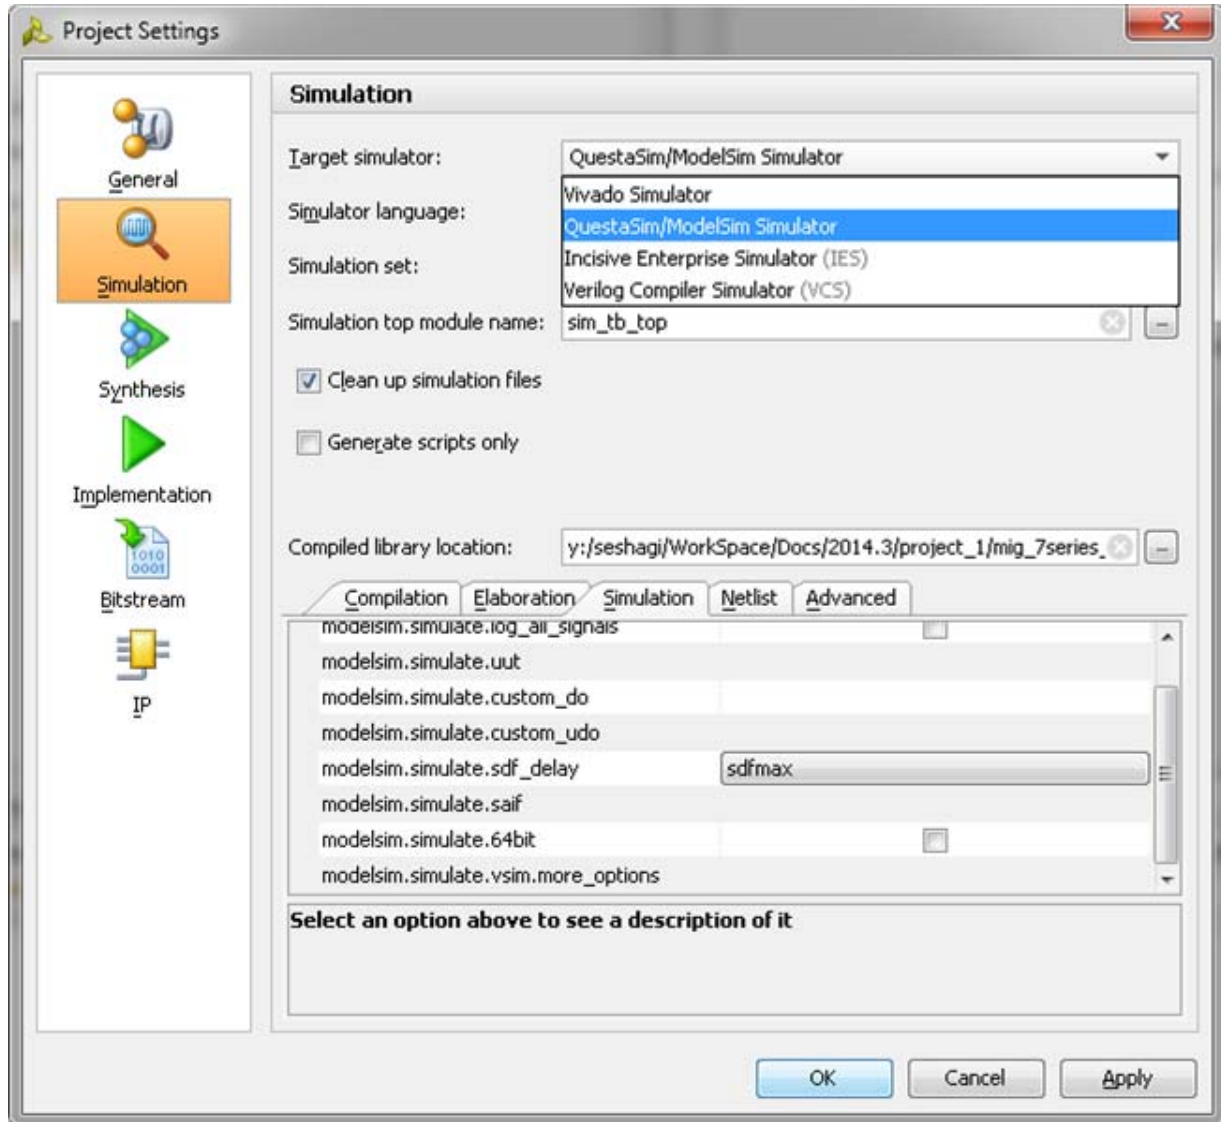 Project Settings
General
Simulation
Synthesis
Implementation
Bitstream
IP
Simulation
Target simulator: QuestaSim/ModelSim Simulator
Vivado Simulator
Simulator language:
QuestaSim/ModelSim Simulator
Simulation set: Incisive Enterprise Simulator (IES)
Verilog Compiler Simulator (VCS)
Simulation top module name: sim_tb_top
Clean up simulation files
Generate scripts only
Compiled library location: y:/seshagi/WorkSpace/Docs/2014.3/project_1/mig_7series_
Compilation Elaboration Simulation Netlist Advanced
modelsim.simulate.log_all_signals
modelsim.simulate.uut
modelsim.simulate.custom_do
modelsim.simulate.custom_udo
modelsim.simulate.sdf_delay sdfmax
modelsim.simulate.saif
modelsim.simulate.64bit
modelsim.simulate.vsim.more_options
Select an option above to see a description of it
OK Cancel Apply